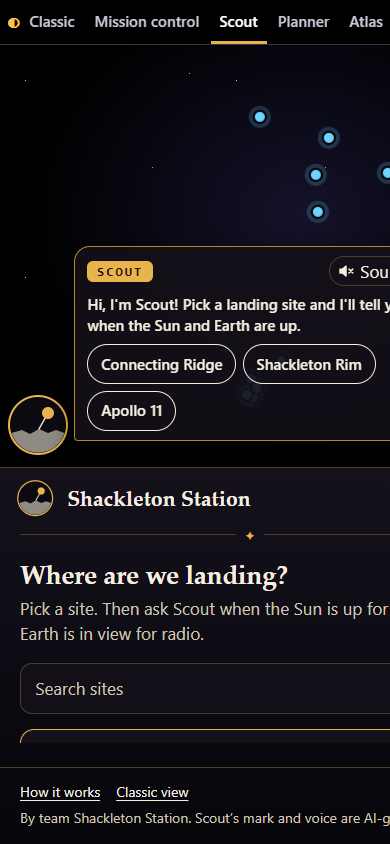 Classic Mission control Scout Planner Atlas
SCOUT
Sou
Hi, I'm Scout! Pick a landing site and I'll tell y
when the Sun and Earth are up.
Connecting Ridge Shackleton Rim
Apollo 11
Shackleton Station
Where are we landing?
Pick a site. Then ask Scout when the Sun is up for
Earth is in view for radio.
Search sites
How it works Classic view
By team Shackleton Station. Scout's mark and voice are AI-g